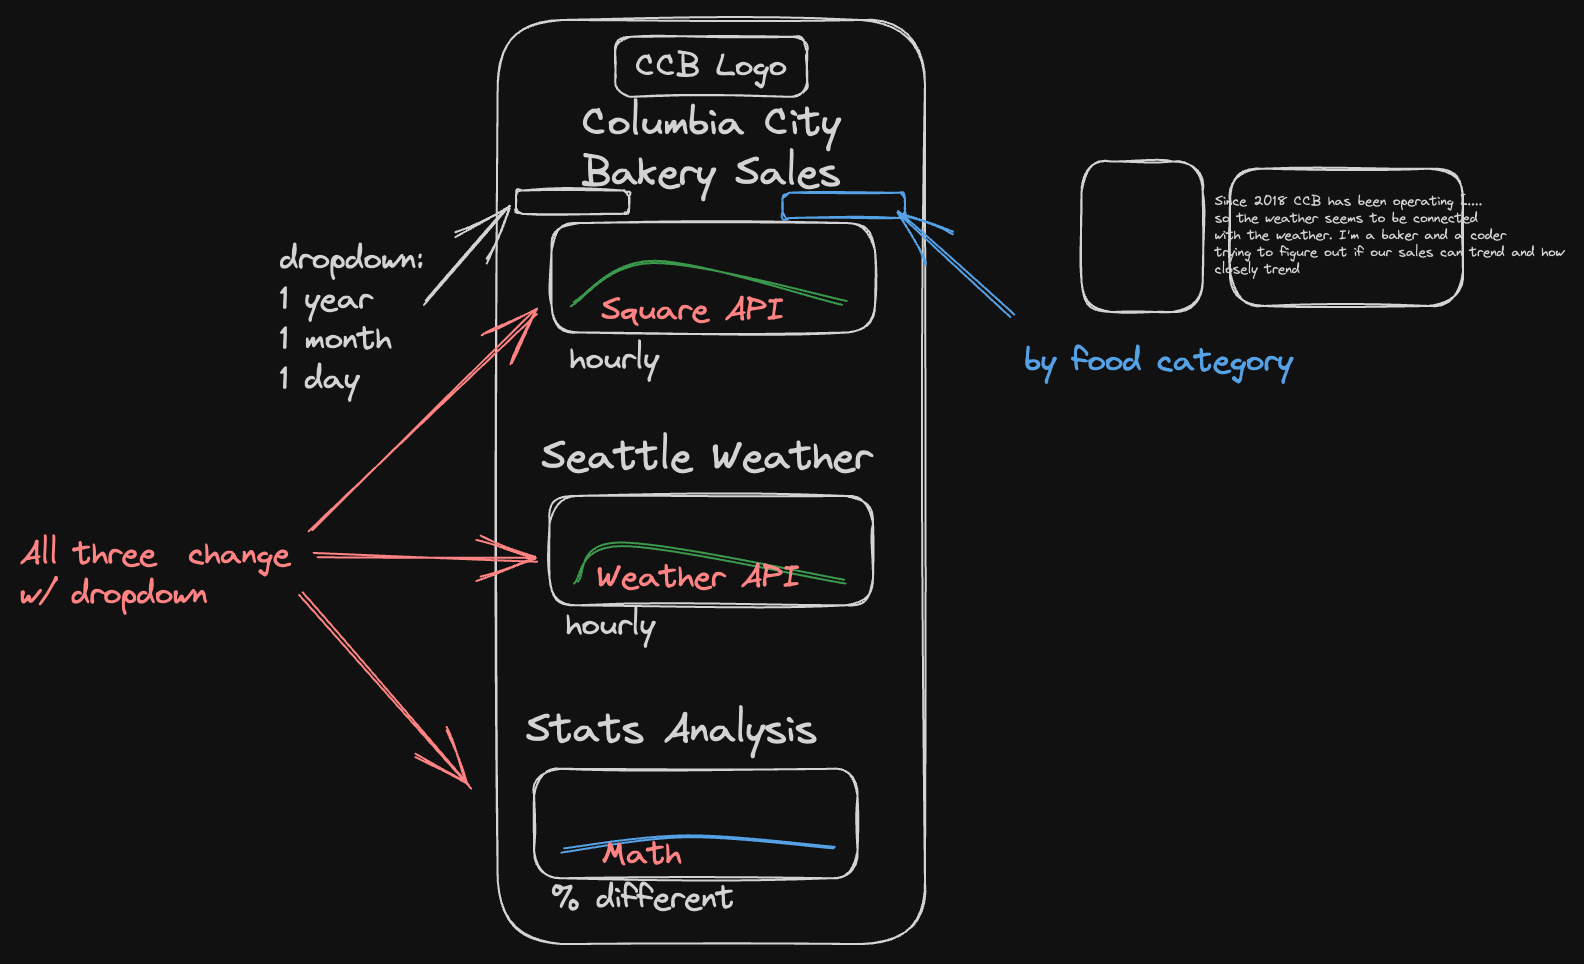 CCB Logo
Columbia City
Bakery Sales
dropdown:
1 year
1 month
1 day
Square API
hourly
by food category
Since 2018 CCB has been operating I.....
so the weather seems to be connected
with the weather. I'm a baker and a coder
trying to figure out if our sales can trend and how
closely trend
Seattle Weather
Weather API
hourly
All three change
w/ dropdown
Stats Analysis
Math
% different